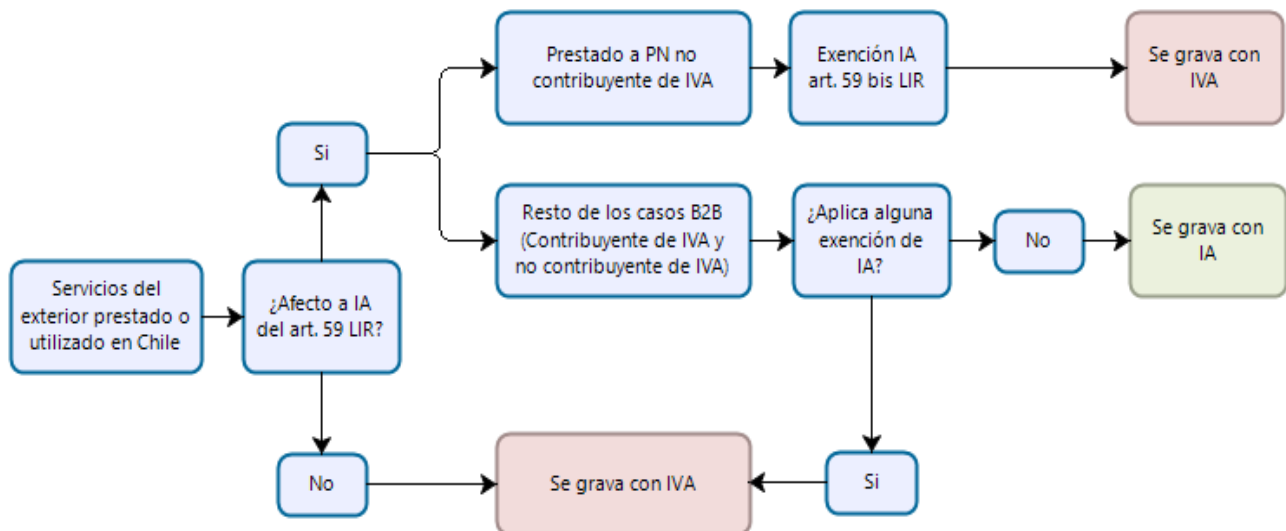 Prestado a PN no
contribuyente de IVA
Exención IA
art. 59 bis LIR
Se grava con
IVA
Si
Resto de los casos B2B
(Contribuyente de IVA y
no contribuyente de IVA)
¿Aplica alguna
exención de
IA?
No
Se grava con
IA
Servicios del
exterior prestado o
utilizado en Chile
¿Afecto a IA
del art. 59 LIR?
No
Se grava con IVA
Si